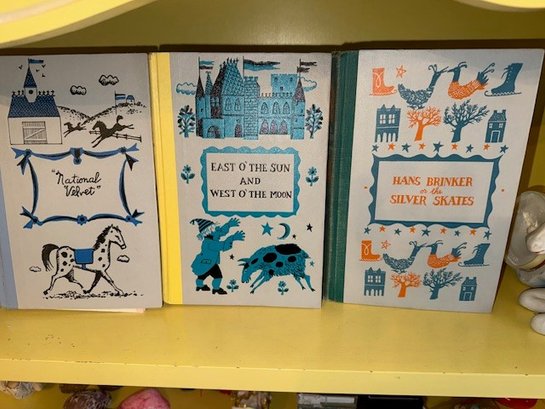 "National
Velvet"
EAST O' THE SUN
AND
WEST O' THE MOON
HANS BRINKER
or the
SILVER SKATES